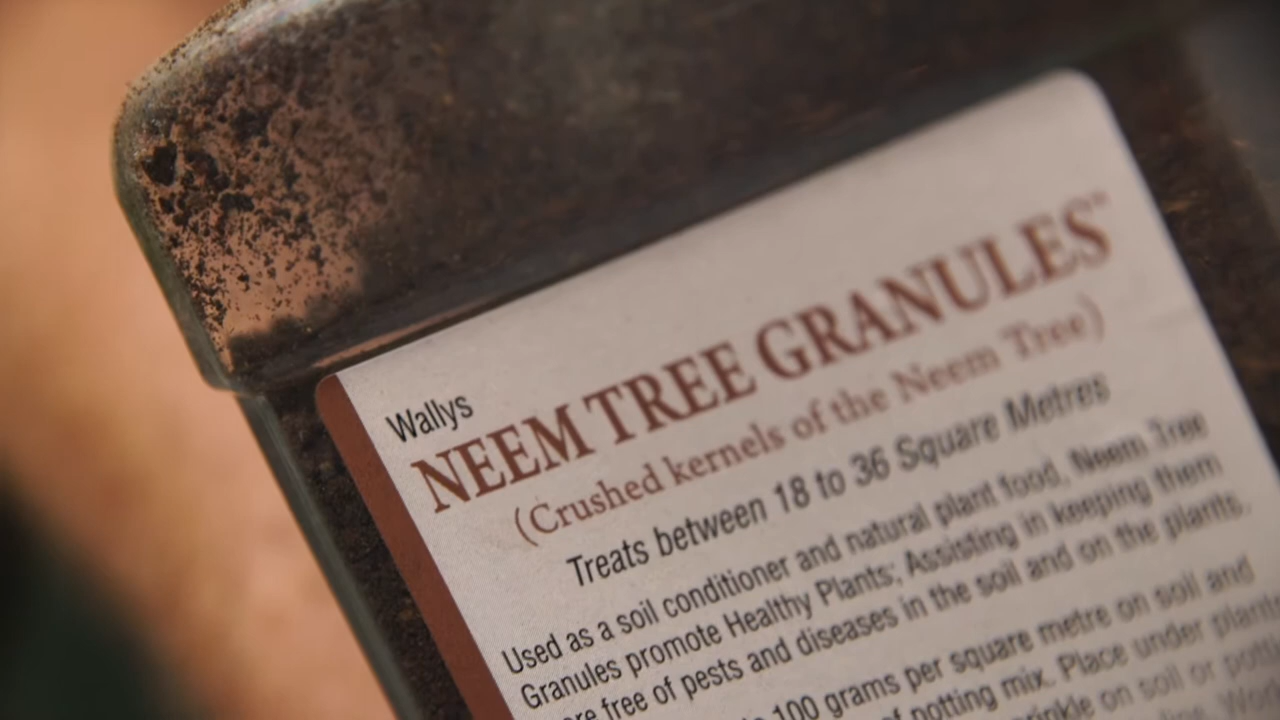 Wallys
NEEM TREE GRANULES™
(Crushed kernels of the Neem Tree)
Treats between 18 to 36 Square Metres
Used as a soil conditioner and natural plant food, Neem Tree
Granules promote Healthy Plants; Assisting in keeping them
free of pests and diseases in the soil and on the plants.
100 grams per square metre on soil and
of potting mix. Place under plants
sprinkle on soil or